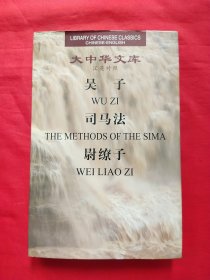 LIBRARY OF CHINESE CLASSICS
CHINESE-ENGLISH
大中华文库
汉英对照
吴子
WU ZI
司马法
THE METHODS OF THE SIMA
尉缭子
WEI LIAO ZI